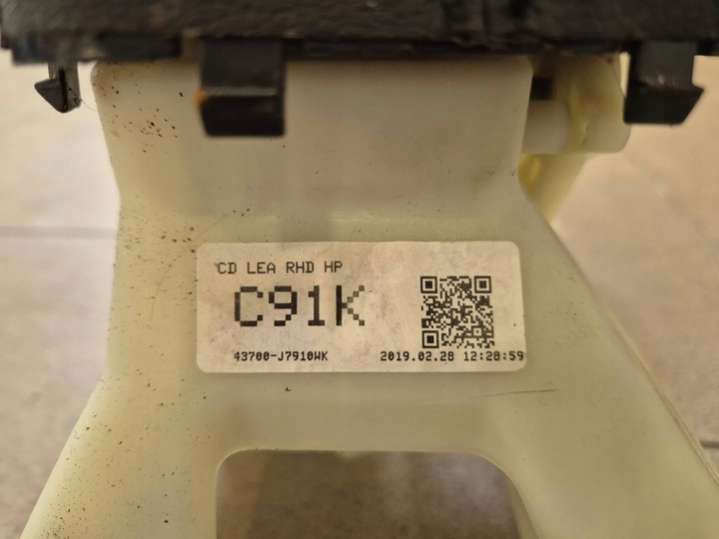 CD LEA RHD HP
C91K
43700-J7910WK 2019.02.28 12:28:59